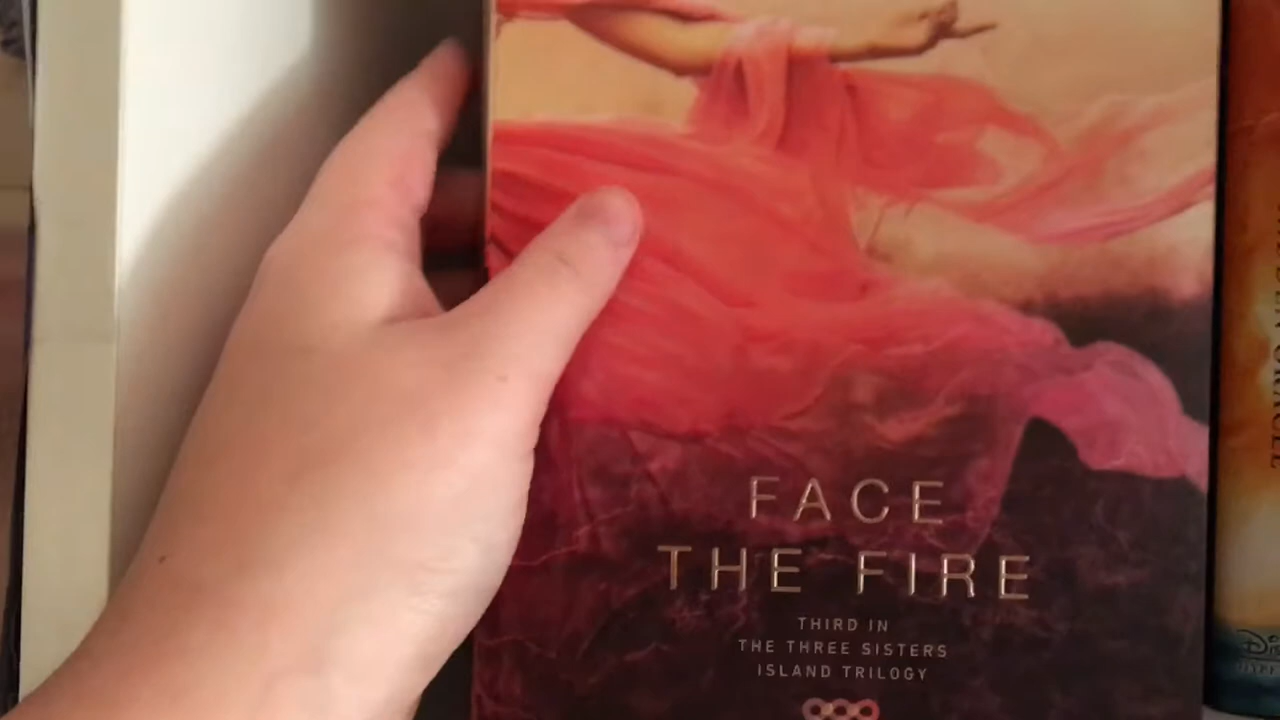 FACE
THE FIRE
THIRD IN
THE THREE SISTERS
ISLAND TRILOGY